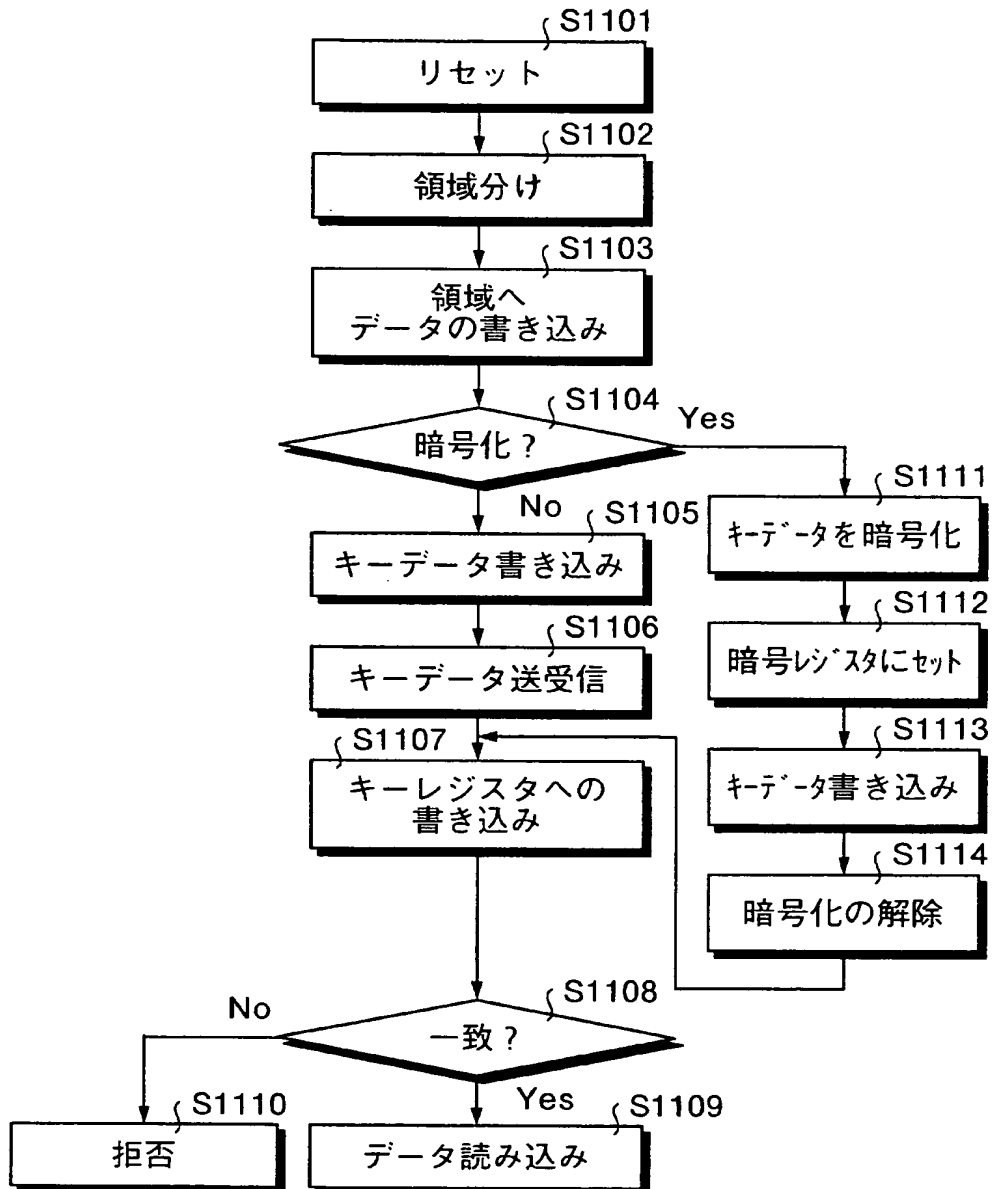 S1101
リセット
S1102
領域分け
S1103
領域へ
データの書き込み
S1104
暗号化?
Yes
No
S1105
キーデータ書き込み
S1106
キーデータ送受信
S1107
キーレジスタへの
書き込み
S1111
ｷｰﾃﾞｰﾀを暗号化
S1112
暗号ﾚｼﾞｽﾀにｾｯﾄ
S1113
ｷｰﾃﾞｰﾀ書き込み
S1114
暗号化の解除
S1108
一致?
No
Yes
S1110
拒否
S1109
データ読み込み